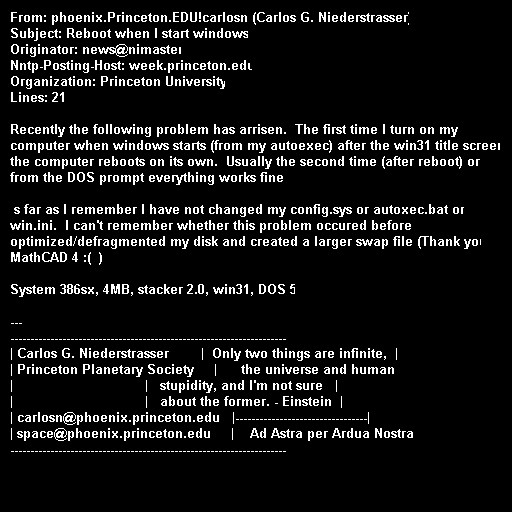 From: phoenix.Princeton.EDU!carlosn (Carlos G. Niederstrasser)
Subject: Reboot when I start windows
Originator: news@nimaster
Nntp-Posting-Host: week.princeton.edu
Organization: Princeton University
Lines: 21
Recently the following problem has arrisen.  The first time I turn on my
computer when windows starts (from my autoexec) after the win31 title screen
the computer reboots on its own.  Usually the second time (after reboot) or
from the DOS prompt everything works fine
s far as I remember I have not changed my config.sys or autoexec.bat or
win.ini.  I can't remember whether this problem occured before
optimized/defragmented my disk and created a larger swap file (Thank you
MathCAD 4 :(  )
System 386sx, 4MB, stacker 2.0, win31, DOS 5
---
---------------------------------------------------------------------
| Carlos G. Niederstrasser        |  Only two things are infinite,  |
| Princeton Planetary Society     |      the universe and human
|                                 |   stupidity, and I'm not sure   |
|                                 |   about the former. - Einstein  |
| carlosn@phoenix.princeton.edu   |---------------------------------|
| space@phoenix.princeton.edu     |    Ad Astra per Ardua Nostra
---------------------------------------------------------------------